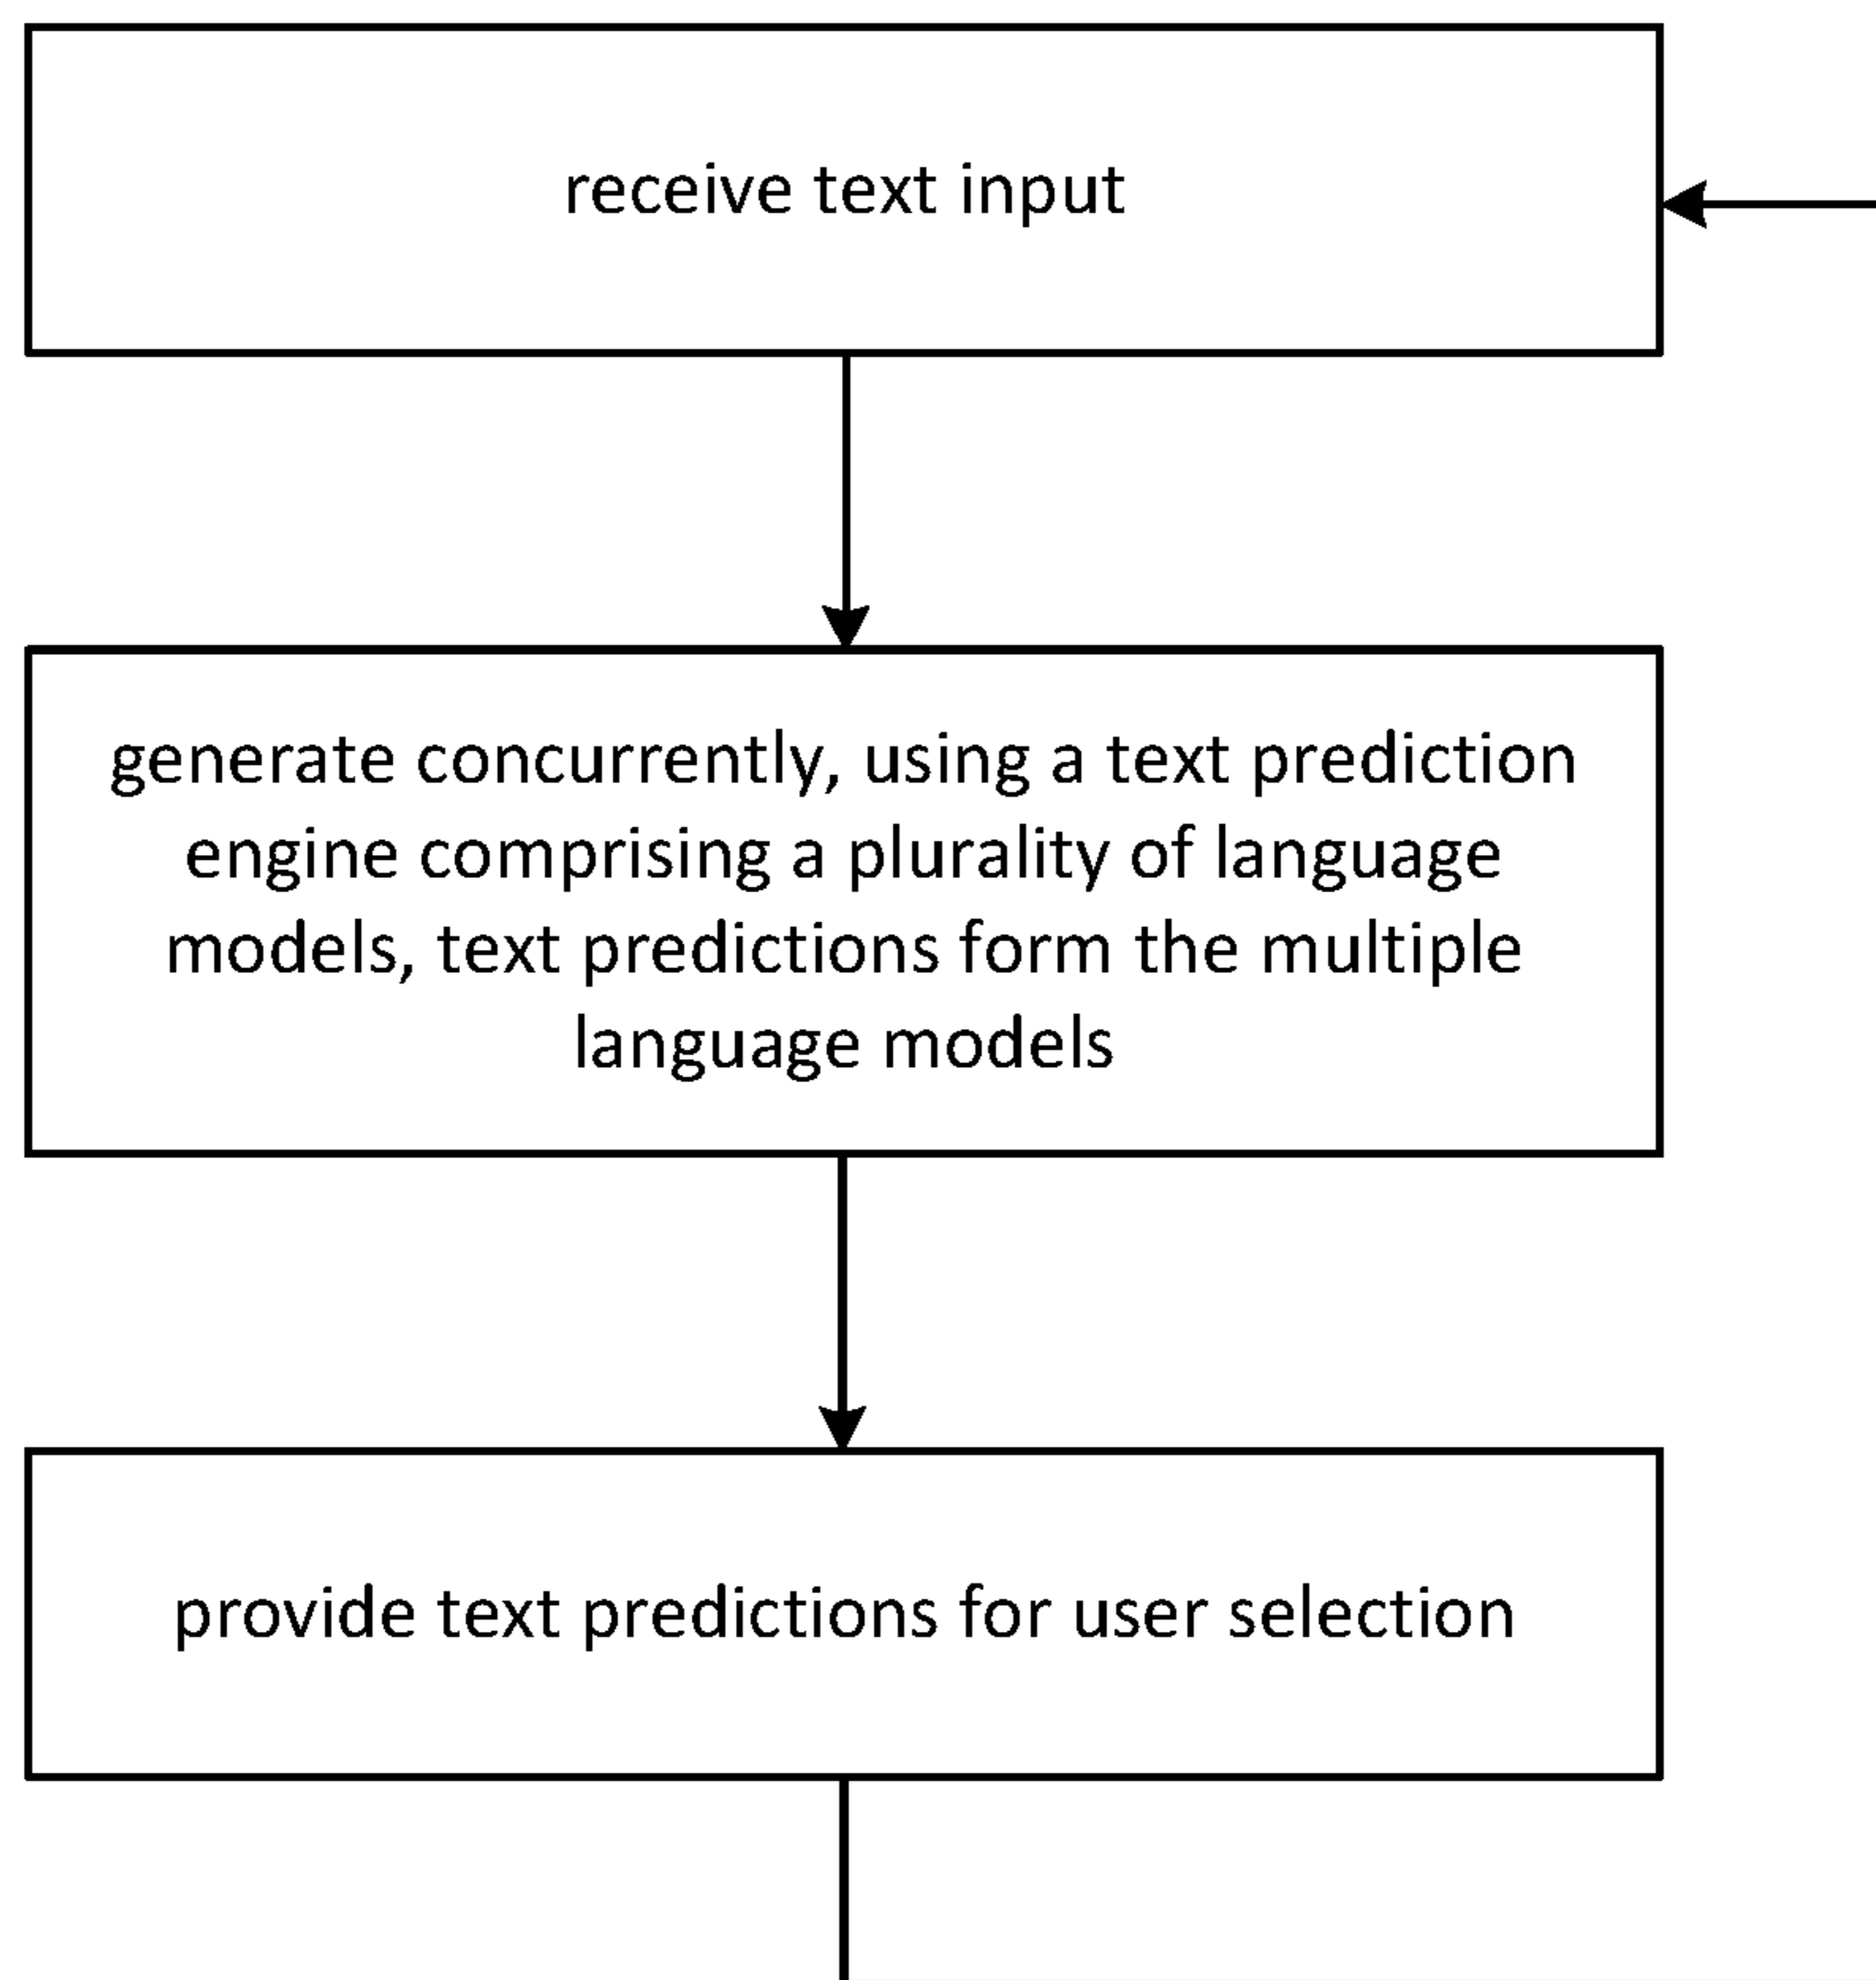 receive text input
generate concurrently, using a text prediction
engine comprising a plurality of language
models, text predictions form the multiple
language models
provide text predictions for user selection